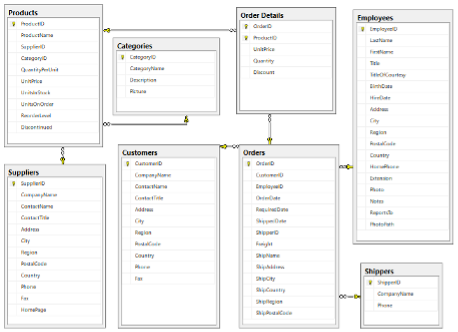 Products
ProductID
ProductName
SupplierID
CategoryID
QuantityPerUnit
UnitPrice
UnitsInStock
UnitsOnOrder
ReorderLevel
Discontinued
Categories
CategoryID
CategoryName
Description
Picture
Order Details
OrderID
ProductID
UnitPrice
Quantity
Discount
Employees
EmployeeID
LastName
FirstName
Title
TitleOfCourtesy
BirthDate
HireDate
Address
City
Region
PostalCode
Country
HomePhone
Extension
Photo
Notes
ReportsTo
PhotoPath
Suppliers
SupplierID
CompanyName
ContactName
ContactTitle
Address
City
Region
PostalCode
Country
Phone
Fax
HomePage
Customers
CustomerID
CompanyName
ContactName
ContactTitle
Address
City
Region
PostalCode
Country
Phone
Fax
Orders
OrderID
CustomerID
EmployeeID
OrderDate
RequiredDate
ShippedDate
ShipperID
Freight
ShipName
ShipAddress
ShipCity
ShipCountry
ShipRegion
ShipPostalCode
Shippers
ShipperID
CompanyName
Phone